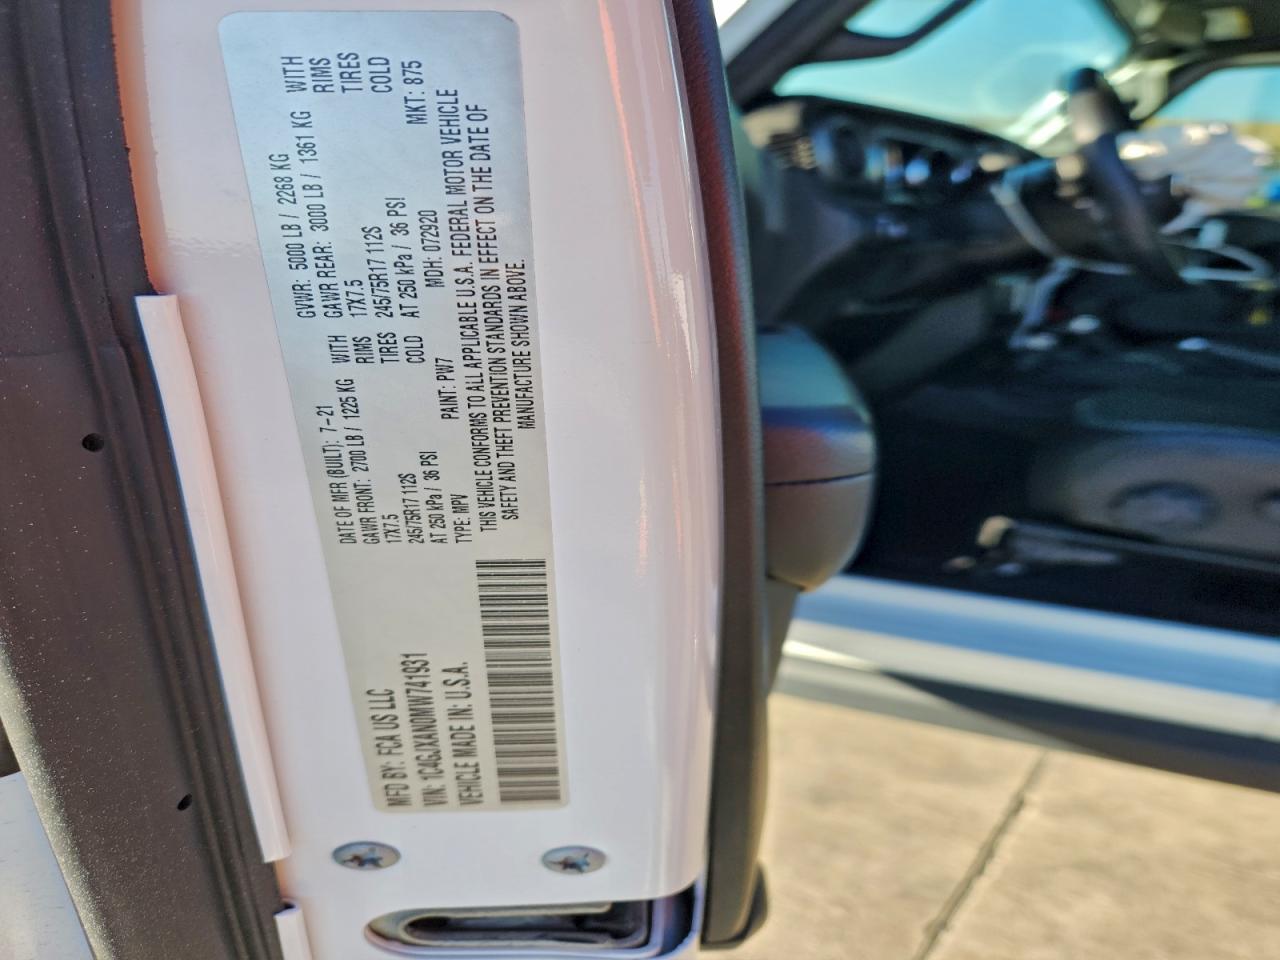 MFD BY: FCA US LLC
VIN: 1C4GJXAN0MW741931
VEHICLE MADE IN: U.S.A.
DATE OF MFR (BUILT): 7-21
GVWR: 5000 LB / 2268 KG
GAWR FRONT: 2700 LB / 1225 KG WITH
17X7.5 RIMS
245/75R17 112S TIRES
AT 250 kPa / 36 PSI COLD
GAWR REAR: 3000 LB / 1361 KG WITH
17X7.5 RIMS
245/75R17 112S TIRES
AT 250 kPa / 36 PSI COLD
TYPE: MPV PAINT: PW7 MDH: 072920 MKT: 875
THIS VEHICLE CONFORMS TO ALL APPLICABLE U.S.A. FEDERAL MOTOR VEHICLE
SAFETY AND THEFT PREVENTION STANDARDS IN EFFECT ON THE DATE OF
MANUFACTURE SHOWN ABOVE.